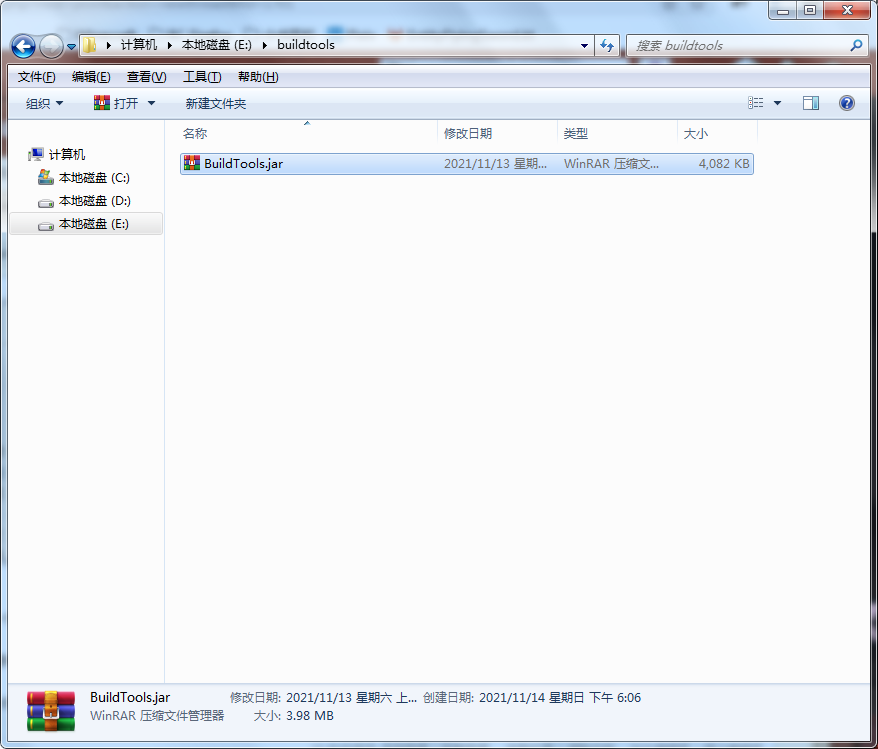 计算机 本地磁盘 (E:) buildtools 搜索 buildtools
文件(F) 编辑(E) 查看(V) 工具(T) 帮助(H)
组织 打开 新建文件夹
名称 修改日期 类型 大小
计算机
本地磁盘 (C:)
本地磁盘 (D:)
本地磁盘 (E:)
BuildTools.jar 2021/11/13 星期... WinRAR 压缩文... 4,082 KB
BuildTools.jar 修改日期: 2021/11/13 星期六 上... 创建日期: 2021/11/14 星期日 下午 6:06
WinRAR 压缩文件管理器 大小: 3.98 MB